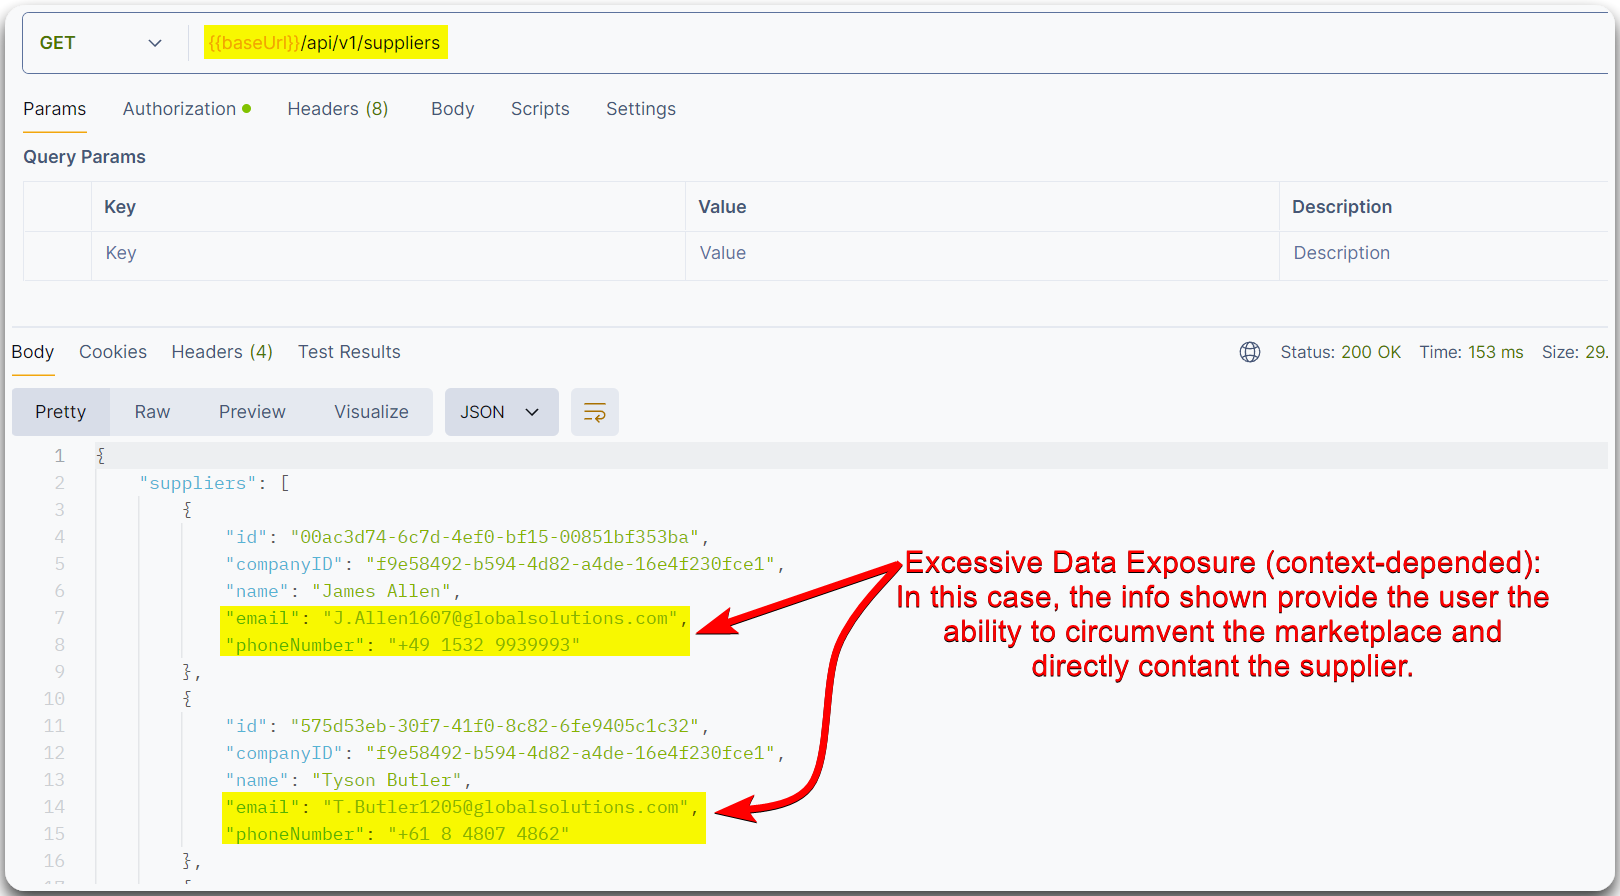 GET {{baseUrl}}/api/v1/suppliers
Params Authorization Headers (8) Body Scripts Settings
Query Params
Key Value Description
Key Value Description
Body Cookies Headers (4) Test Results Status: 200 OK Time: 153 ms Size: 29.
Pretty Raw Preview Visualize JSON
1 {
2 "suppliers": [
3 {
4 "id": "00ac3d74-6c7d-4ef0-bf15-00851bf353ba",
5 "companyID": "f9e58492-b594-4d82-a4de-16e4f230fce1",
6 "name": "James Allen",
7 "email": "J.Allen1607@globalsolutions.com",
8 "phoneNumber": "+49 1532 9939993"
9 },
10 {
11 "id": "575d53eb-30f7-41f0-8c82-6fe9405c1c32",
12 "companyID": "f9e58492-b594-4d82-a4de-16e4f230fce1",
13 "name": "Tyson Butler",
14 "email": "T.Butler1205@globalsolutions.com",
15 "phoneNumber": "+61 8 4807 4862"
16 },
Excessive Data Exposure (context-depended):
In this case, the info shown provide the user the
ability to circumvent the marketplace and
directly contant the supplier.